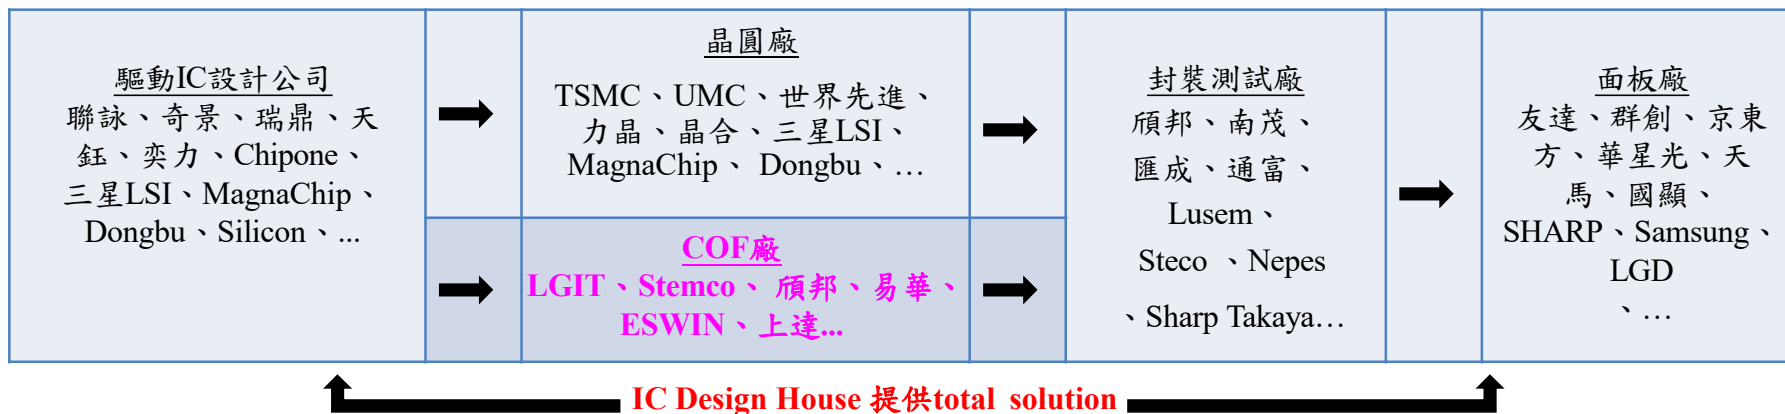 驅動IC設計公司
聯詠、奇景、瑞鼎、天
鈺、奕力、Chipone、
三星LSI、MagnaChip、
Dongbu、Silicon、...
晶圓廠
TSMC、UMC、世界先進、
力晶、晶合、三星LSI、
MagnaChip、 Dongbu、…
COF廠
LGIT、Stemco、 頎邦、易華、
ESWIN、上達...
封裝測試廠
頎邦、南茂、
匯成、通富、
Lusem、
Steco 、Nepes
、Sharp Takaya…
面板廠
友達、群創、京東
方、華星光、天
馬、國顯、
SHARP、Samsung、
LGD
、…
IC Design House 提供total solution